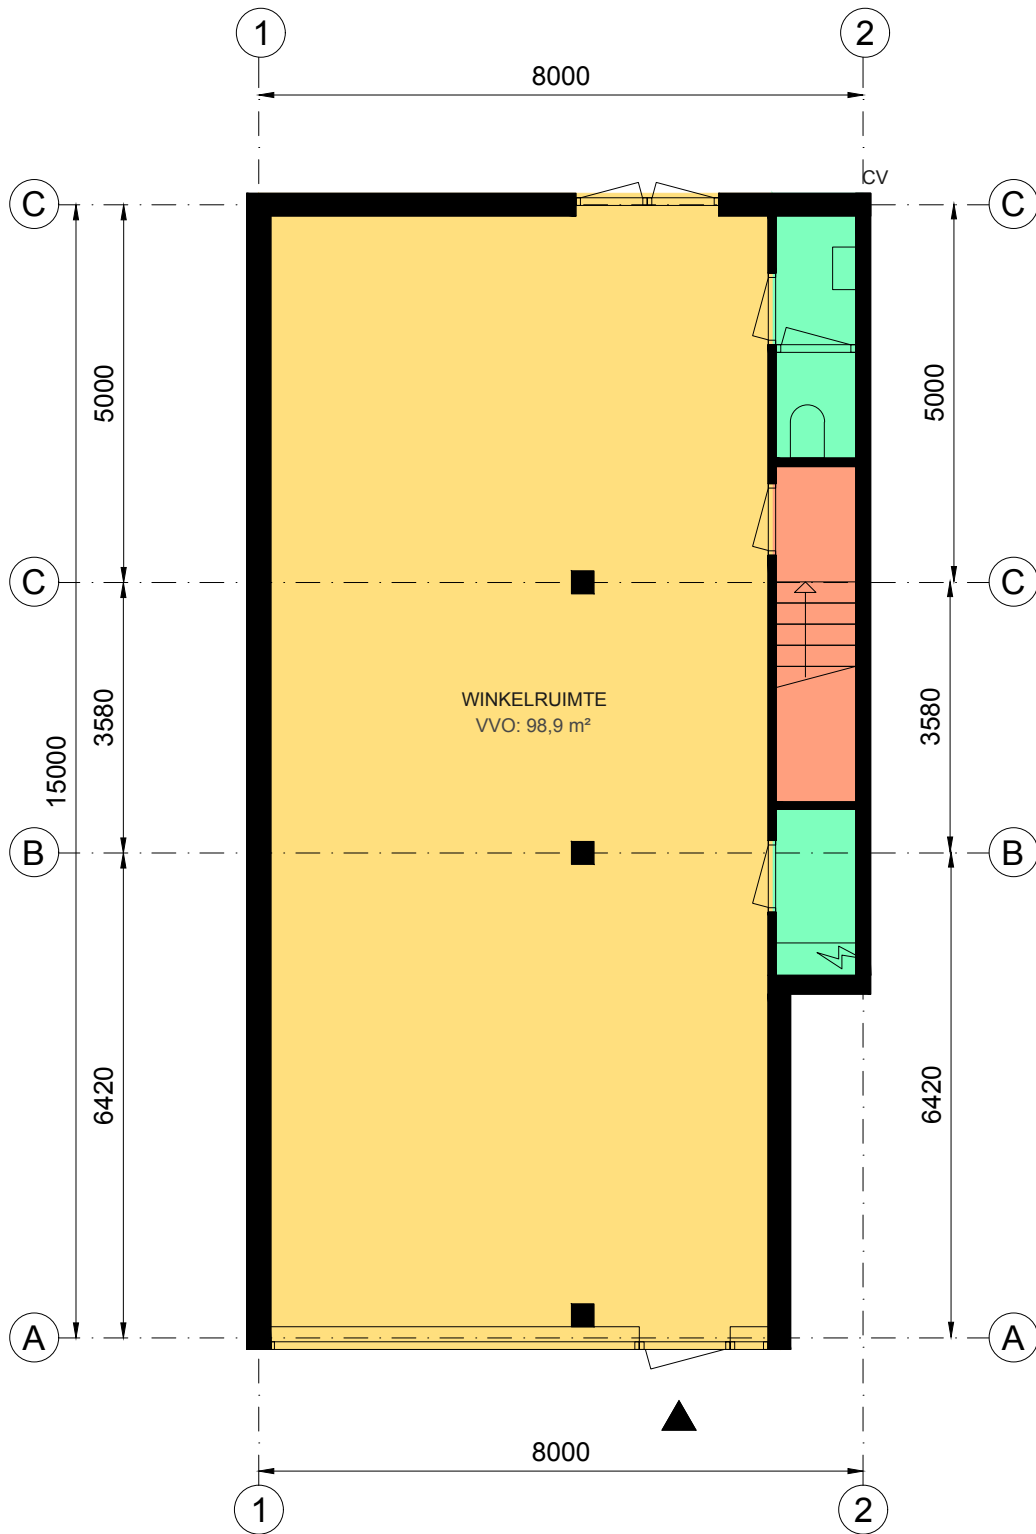 1
2
8000
CV
C
C
5000
5000
C
C
WINKELRUIMTE
VVO: 98,9 m²
3580
3580
15000
B
B
6420
6420
A
A
8000
1
2